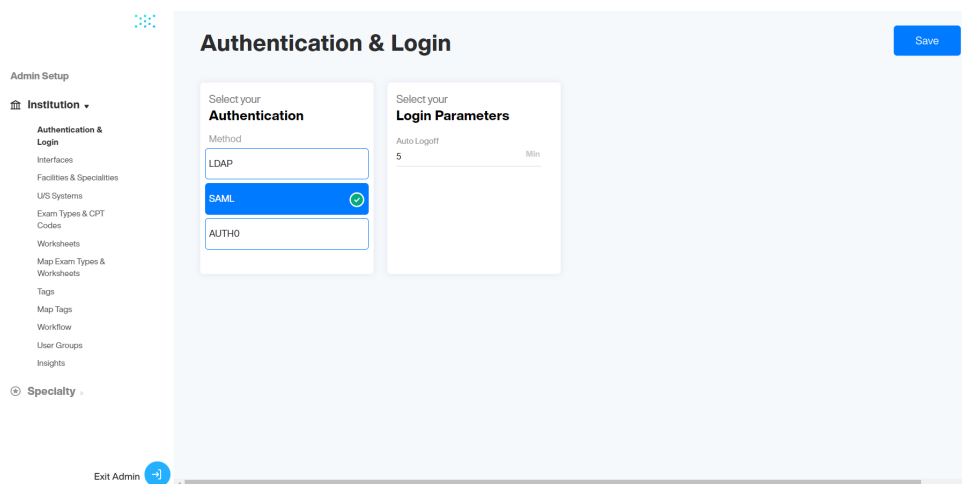 Authentication & Login
Save
Admin Setup
Institution
Authentication &
Login
Interfaces
Facilities & Specialities
U/S Systems
Exam Types & CPT
Codes
Worksheets
Map Exam Types &
Worksheets
Tags
Map Tags
Workflow
User Groups
Insights
Specialty
Exit Admin
Select your
Authentication
Method
LDAP
SAML
AUTH0
Select your
Login Parameters
Auto Logoff
5 Min